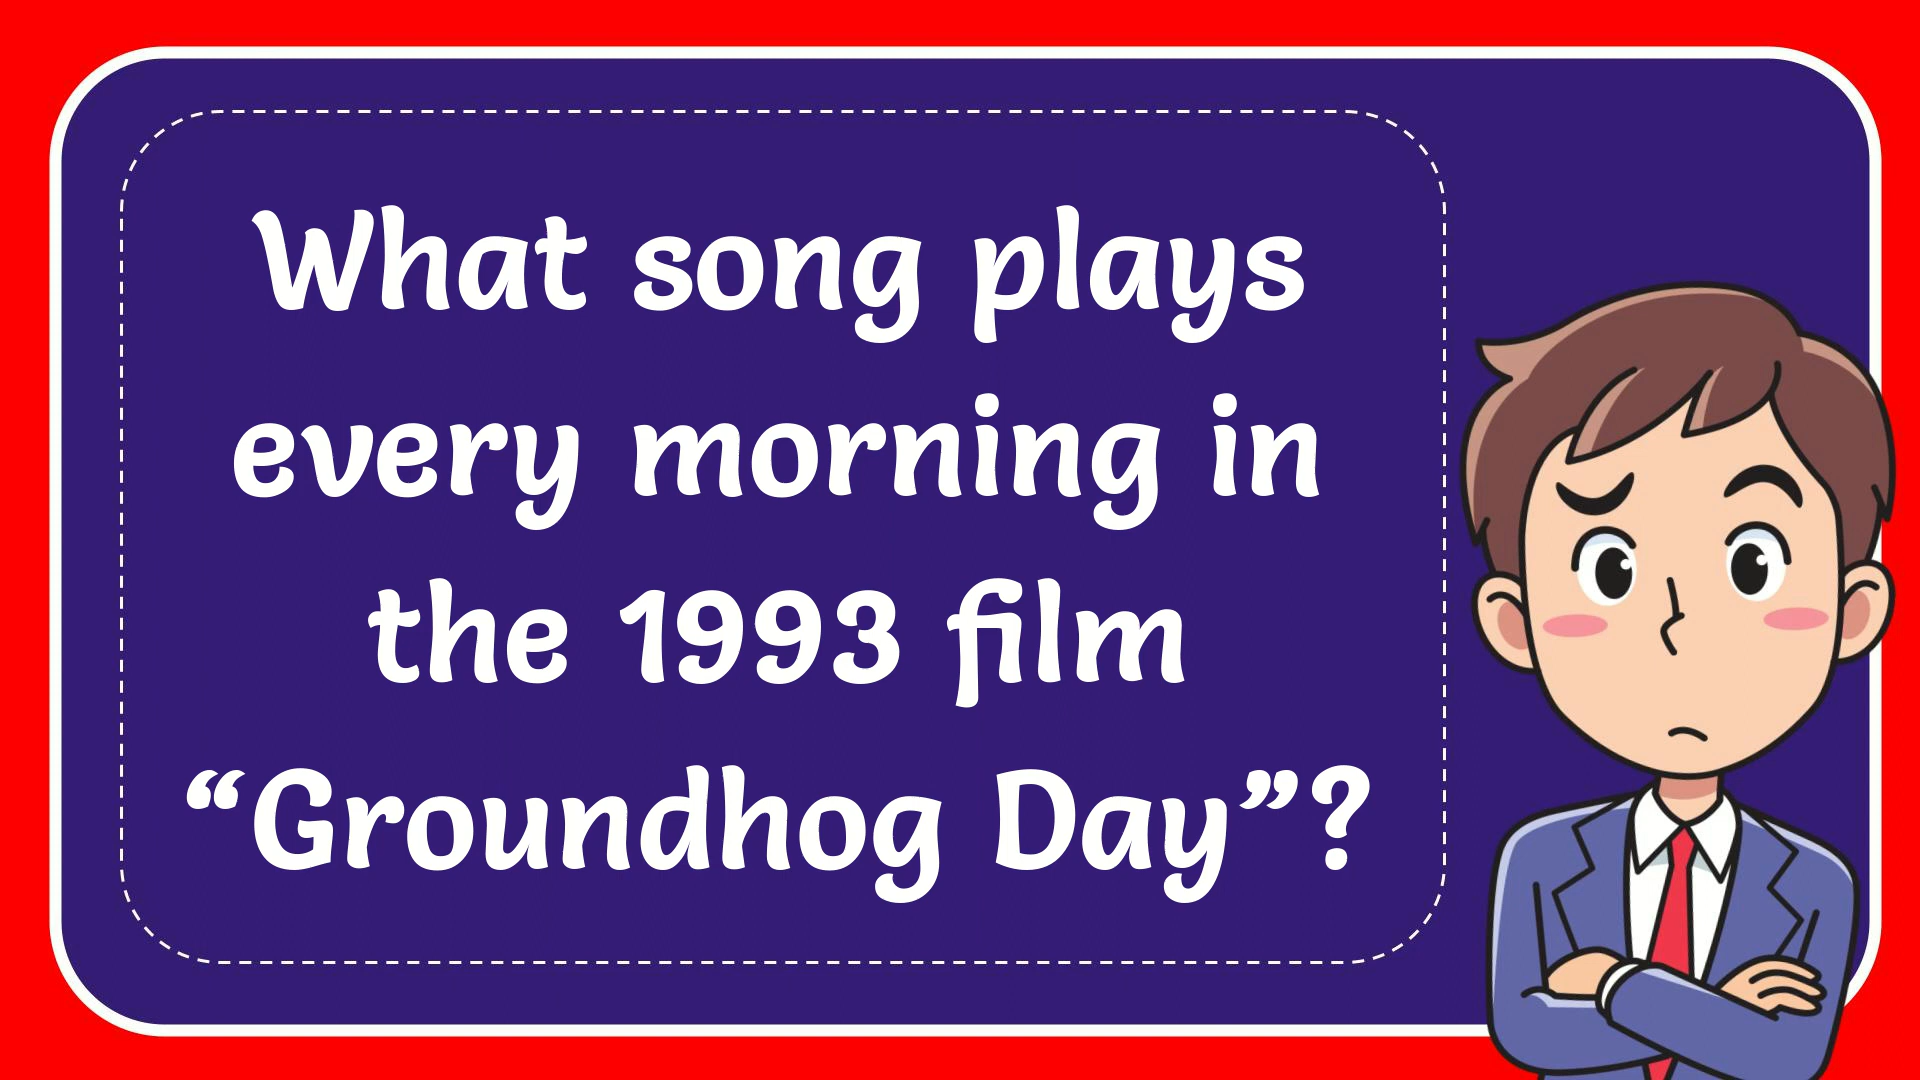 What song plays
every morning in
the 1993 film
“Groundhog Day”?